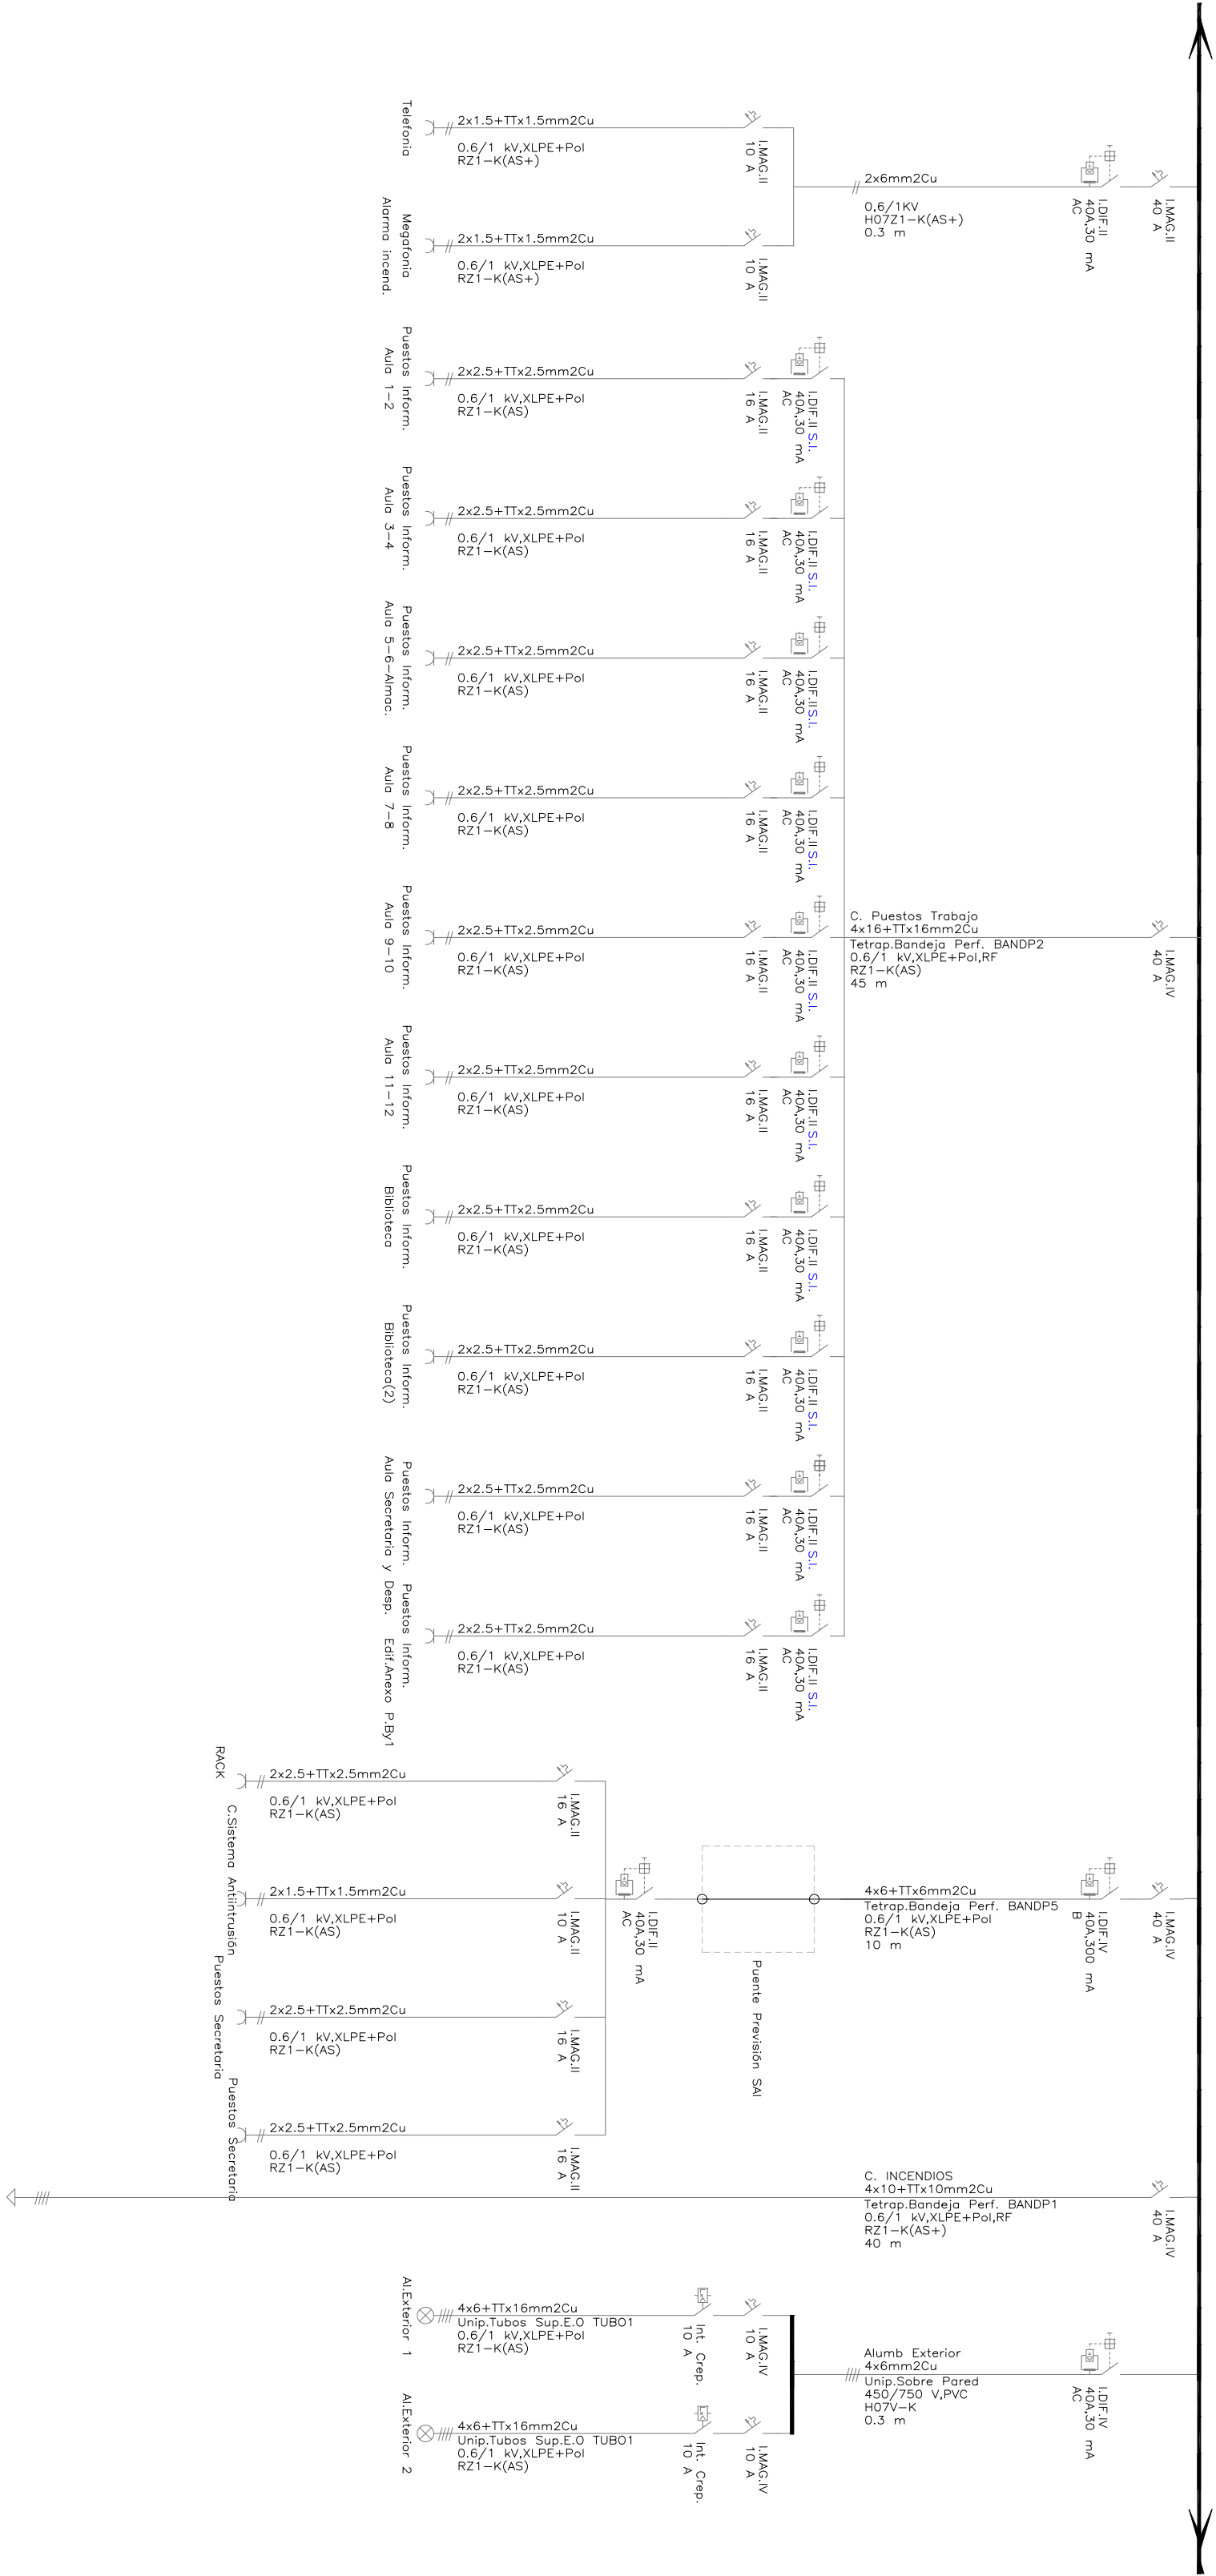 I.MAG.II
40 A
I.DIF.II
40A,30 mA
AC
2x6mm2Cu
0,6/1KV
H07Z1-K(AS+)
0.3 m
I.MAG.II
10 A
2x1.5+TTx1.5mm2Cu
0.6/1 kV,XLPE+Pol
RZ1-K(AS+)
Telefonia
I.MAG.II
10 A
2x1.5+TTx1.5mm2Cu
0.6/1 kV,XLPE+Pol
RZ1-K(AS+)
Megafonia
Alarma incend.
I.MAG.IV
40 A
C. Puestos Trabajo
4x16+TTx16mm2Cu
Tetrap.Bandeja Perf. BANDP2
0.6/1 kV,XLPE+Pol,RF
RZ1-K(AS)
45 m
I.DIF.II S.I.
40A,30 mA
AC
I.MAG.II
16 A
2x2.5+TTx2.5mm2Cu
0.6/1 kV,XLPE+Pol
RZ1-K(AS)
Puestos Inform.
Aula 1-2
I.DIF.II S.I.
40A,30 mA
AC
I.MAG.II
16 A
2x2.5+TTx2.5mm2Cu
0.6/1 kV,XLPE+Pol
RZ1-K(AS)
Puestos Inform.
Aula 3-4
I.DIF.II S.I.
40A,30 mA
AC
I.MAG.II
16 A
2x2.5+TTx2.5mm2Cu
0.6/1 kV,XLPE+Pol
RZ1-K(AS)
Puestos Inform.
Aula 5-6-Almac.
I.DIF.II S.I.
40A,30 mA
AC
I.MAG.II
16 A
2x2.5+TTx2.5mm2Cu
0.6/1 kV,XLPE+Pol
RZ1-K(AS)
Puestos Inform.
Aula 7-8
I.DIF.II S.I.
40A,30 mA
AC
I.MAG.II
16 A
2x2.5+TTx2.5mm2Cu
0.6/1 kV,XLPE+Pol
RZ1-K(AS)
Puestos Inform.
Aula 9-10
I.DIF.II S.I.
40A,30 mA
AC
I.MAG.II
16 A
2x2.5+TTx2.5mm2Cu
0.6/1 kV,XLPE+Pol
RZ1-K(AS)
Puestos Inform.
Aula 11-12
I.DIF.II S.I.
40A,30 mA
AC
I.MAG.II
16 A
2x2.5+TTx2.5mm2Cu
0.6/1 kV,XLPE+Pol
RZ1-K(AS)
Puestos Inform.
Biblioteca
I.DIF.II S.I.
40A,30 mA
AC
I.MAG.II
16 A
2x2.5+TTx2.5mm2Cu
0.6/1 kV,XLPE+Pol
RZ1-K(AS)
Puestos Inform.
Biblioteca(2)
I.DIF.II S.I.
40A,30 mA
AC
I.MAG.II
16 A
2x2.5+TTx2.5mm2Cu
0.6/1 kV,XLPE+Pol
RZ1-K(AS)
Puestos Inform.
Aula Secretaria y Desp.
I.DIF.II S.I.
40A,30 mA
AC
I.MAG.II
16 A
2x2.5+TTx2.5mm2Cu
0.6/1 kV,XLPE+Pol
RZ1-K(AS)
Puestos Inform.
Edif.Anexo P.By1
I.MAG.IV
40 A
I.DIF.IV
40A,300 mA
B
4x6+TTx6mm2Cu
Tetrap.Bandeja Perf. BANDP5
0.6/1 kV,XLPE+Pol
RZ1-K(AS)
10 m
Puente Previsión SAI
I.DIF.II
40A,30 mA
AC
I.MAG.II
16 A
2x2.5+TTx2.5mm2Cu
0.6/1 kV,XLPE+Pol
RZ1-K(AS)
RACK
I.MAG.II
10 A
2x1.5+TTx1.5mm2Cu
0.6/1 kV,XLPE+Pol
RZ1-K(AS)
C.Sistema Antiintrusión
I.MAG.II
16 A
2x2.5+TTx2.5mm2Cu
0.6/1 kV,XLPE+Pol
RZ1-K(AS)
Puestos Secretaria
I.MAG.II
16 A
2x2.5+TTx2.5mm2Cu
0.6/1 kV,XLPE+Pol
RZ1-K(AS)
Puestos Secretaria
I.MAG.IV
40 A
C. INCENDIOS
4x10+TTx10mm2Cu
Tetrap.Bandeja Perf. BANDP1
0.6/1 kV,XLPE+Pol,RF
RZ1-K(AS+)
40 m
I.DIF.IV
40A,30 mA
AC
Alumb Exterior
4x6mm2Cu
Unip.Sobre Pared
450/750 V,PVC
H07V-K
0.3 m
I.MAG.IV
10 A
Int. Crep.
10 A
4x6+TTx16mm2Cu
Unip.Tubos Sup.E.O TUBO1
0.6/1 kV,XLPE+Pol
RZ1-K(AS)
Al.Exterior 1
I.MAG.IV
10 A
Int. Crep.
10 A
4x6+TTx16mm2Cu
Unip.Tubos Sup.E.O TUBO1
0.6/1 kV,XLPE+Pol
RZ1-K(AS)
Al.Exterior 2